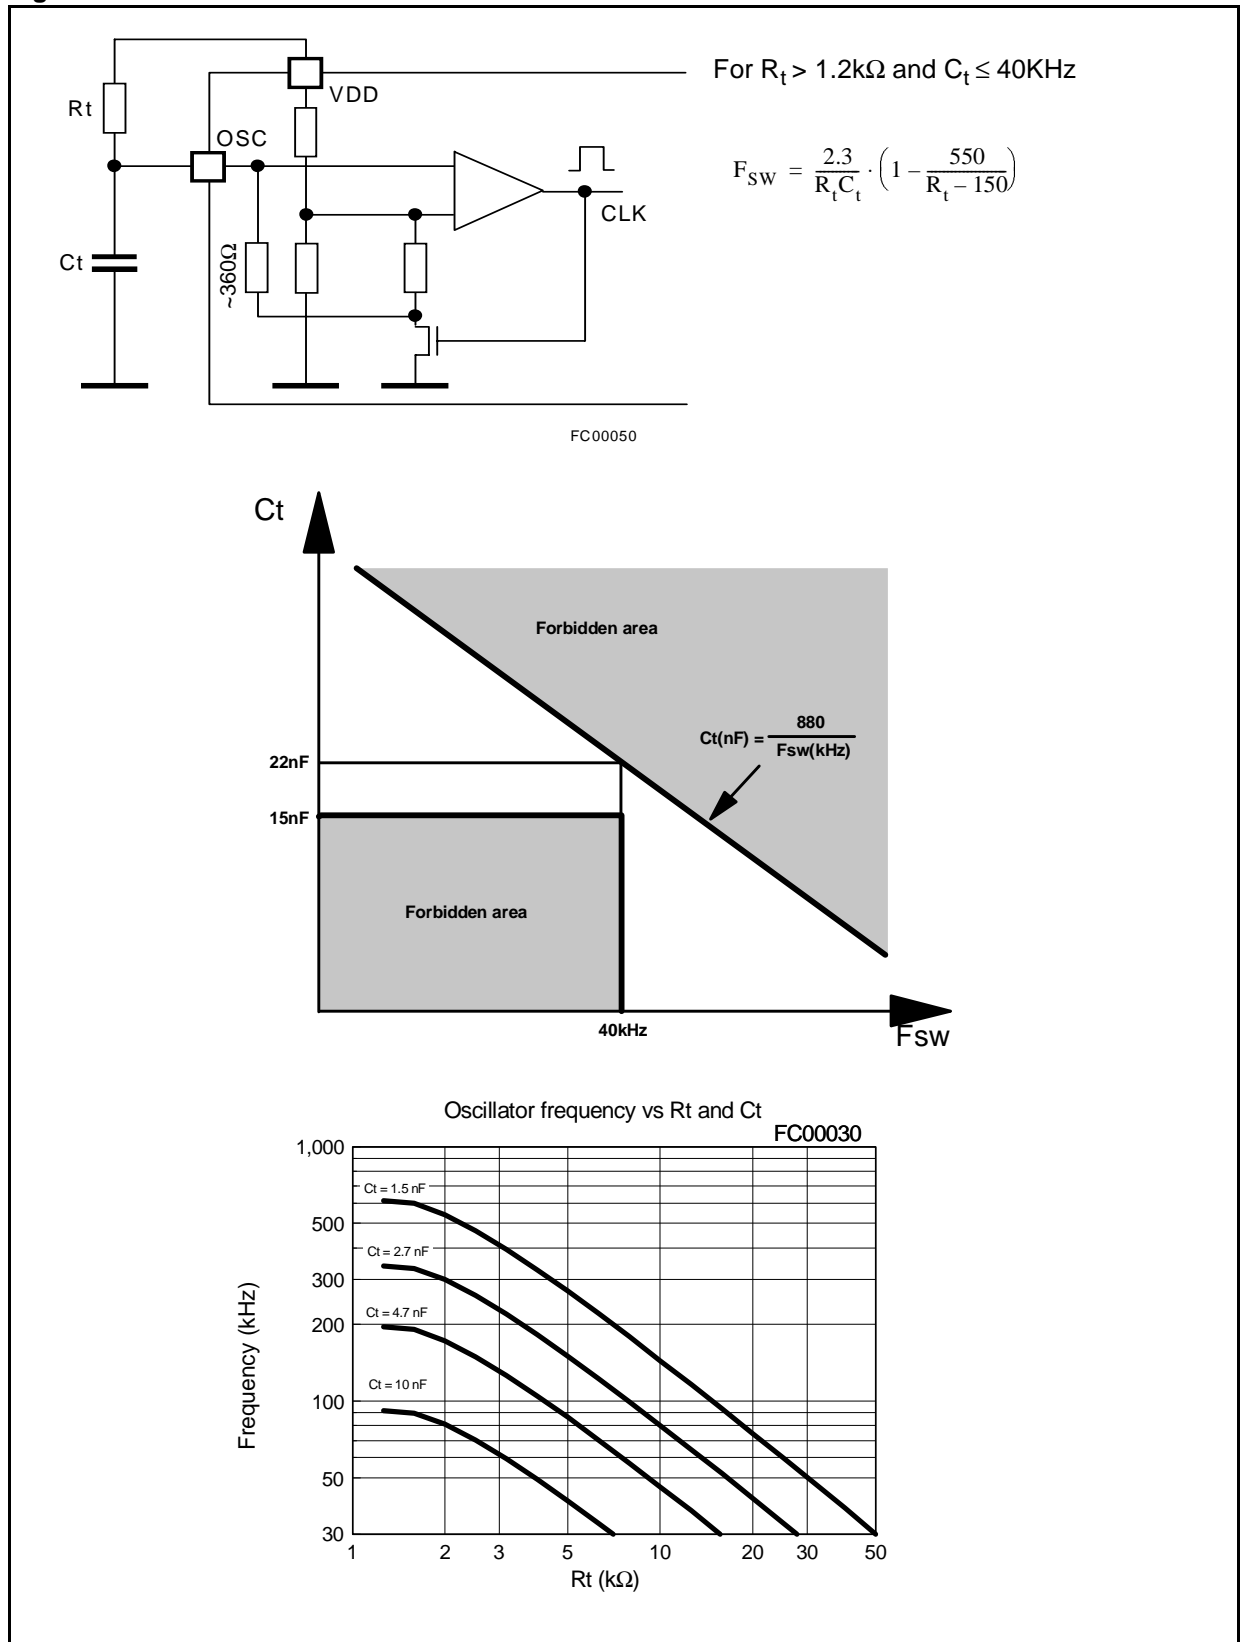 For Rt > 1.2kΩ and Ct ≤ 40KHz
VDD
Rt
OSC
FSW = 2.3 / RtCt · (1 − 550 / Rt − 150)
CLK
Ct
~360Ω
FC00050
Ct
Forbidden area
Ct(nF) = 880 / Fsw(kHz)
22nF
15nF
Forbidden area
40kHz
Fsw
Oscillator frequency vs Rt and Ct
FC00030
1,000
Ct = 1.5 nF
500
Ct = 2.7 nF
300
Ct = 4.7 nF
200
Ct = 10 nF
100
50
30
Frequency (kHz)
1 2 3 5 10 20 30 50
Rt (kΩ)